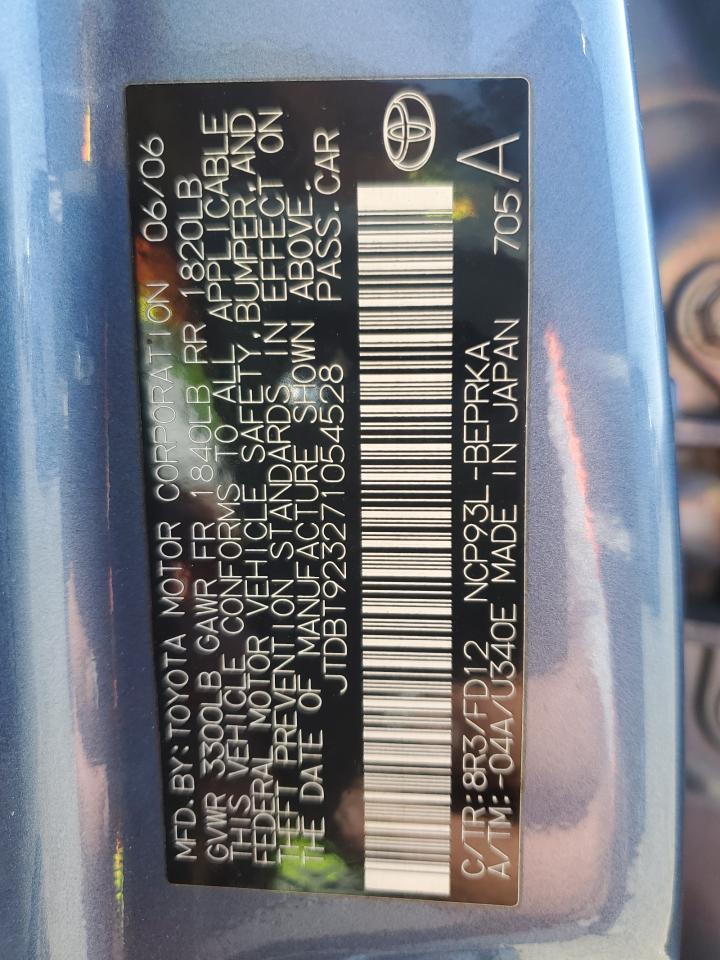 MFD.BY:TOYOTA MOTOR CORPORATION 06/06
GVWR 3300LB GAWR FR 1840LB RR 1820LB
THIS VEHICLE CONFORMS TO ALL APPLICABLE
FEDERAL MOTOR VEHICLE SAFETY,BUMPER,AND
THEFT PREVENTION STANDARDS IN EFFECT ON
THE DATE OF MANUFACTURE SHOWN ABOVE.
JTDBT923271054528 PASS.CAR
C/TR:8R3/FD12 NCP93L-BEPRKA 705A
A/TM:-04A/U340E MADE IN JAPAN